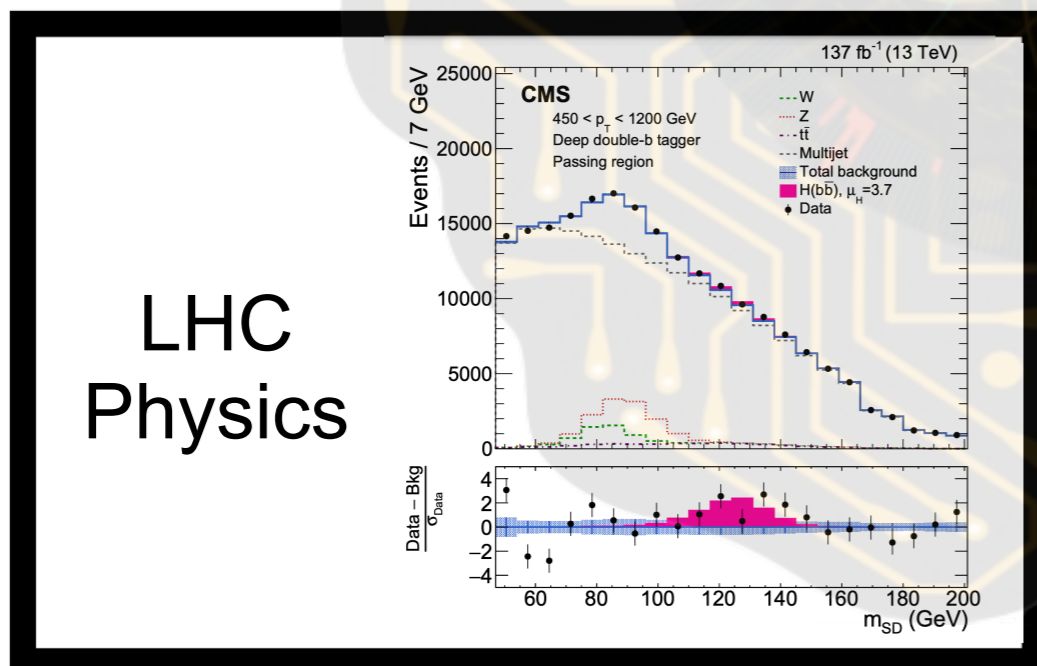 LHC
Physics
137 fb⁻¹ (13 TeV)
Events / 7 GeV
25000
20000
15000
10000
5000
0
CMS
450 < p_T < 1200 GeV
Deep double-b tagger
Passing region
W
Z
tt̄
Multijet
Total background
H(bb̄), μ_H=3.7
Data
Data − Bkg
σ_Data
4
2
0
−2
−4
60 80 100 120 140 160 180 200
m_SD (GeV)